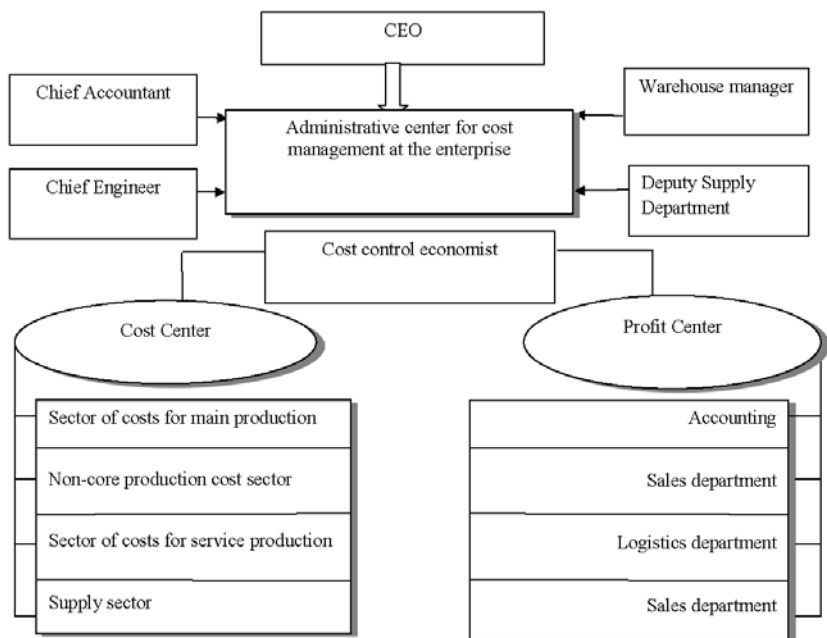 CEO
Chief Accountant
Warehouse manager
Administrative center for cost
management at the enterprise
Chief Engineer
Deputy Supply
Department
Cost control economist
Cost Center
Profit Center
Sector of costs for main production
Accounting
Non-core production cost sector
Sales department
Sector of costs for service production
Logistics department
Supply sector
Sales department